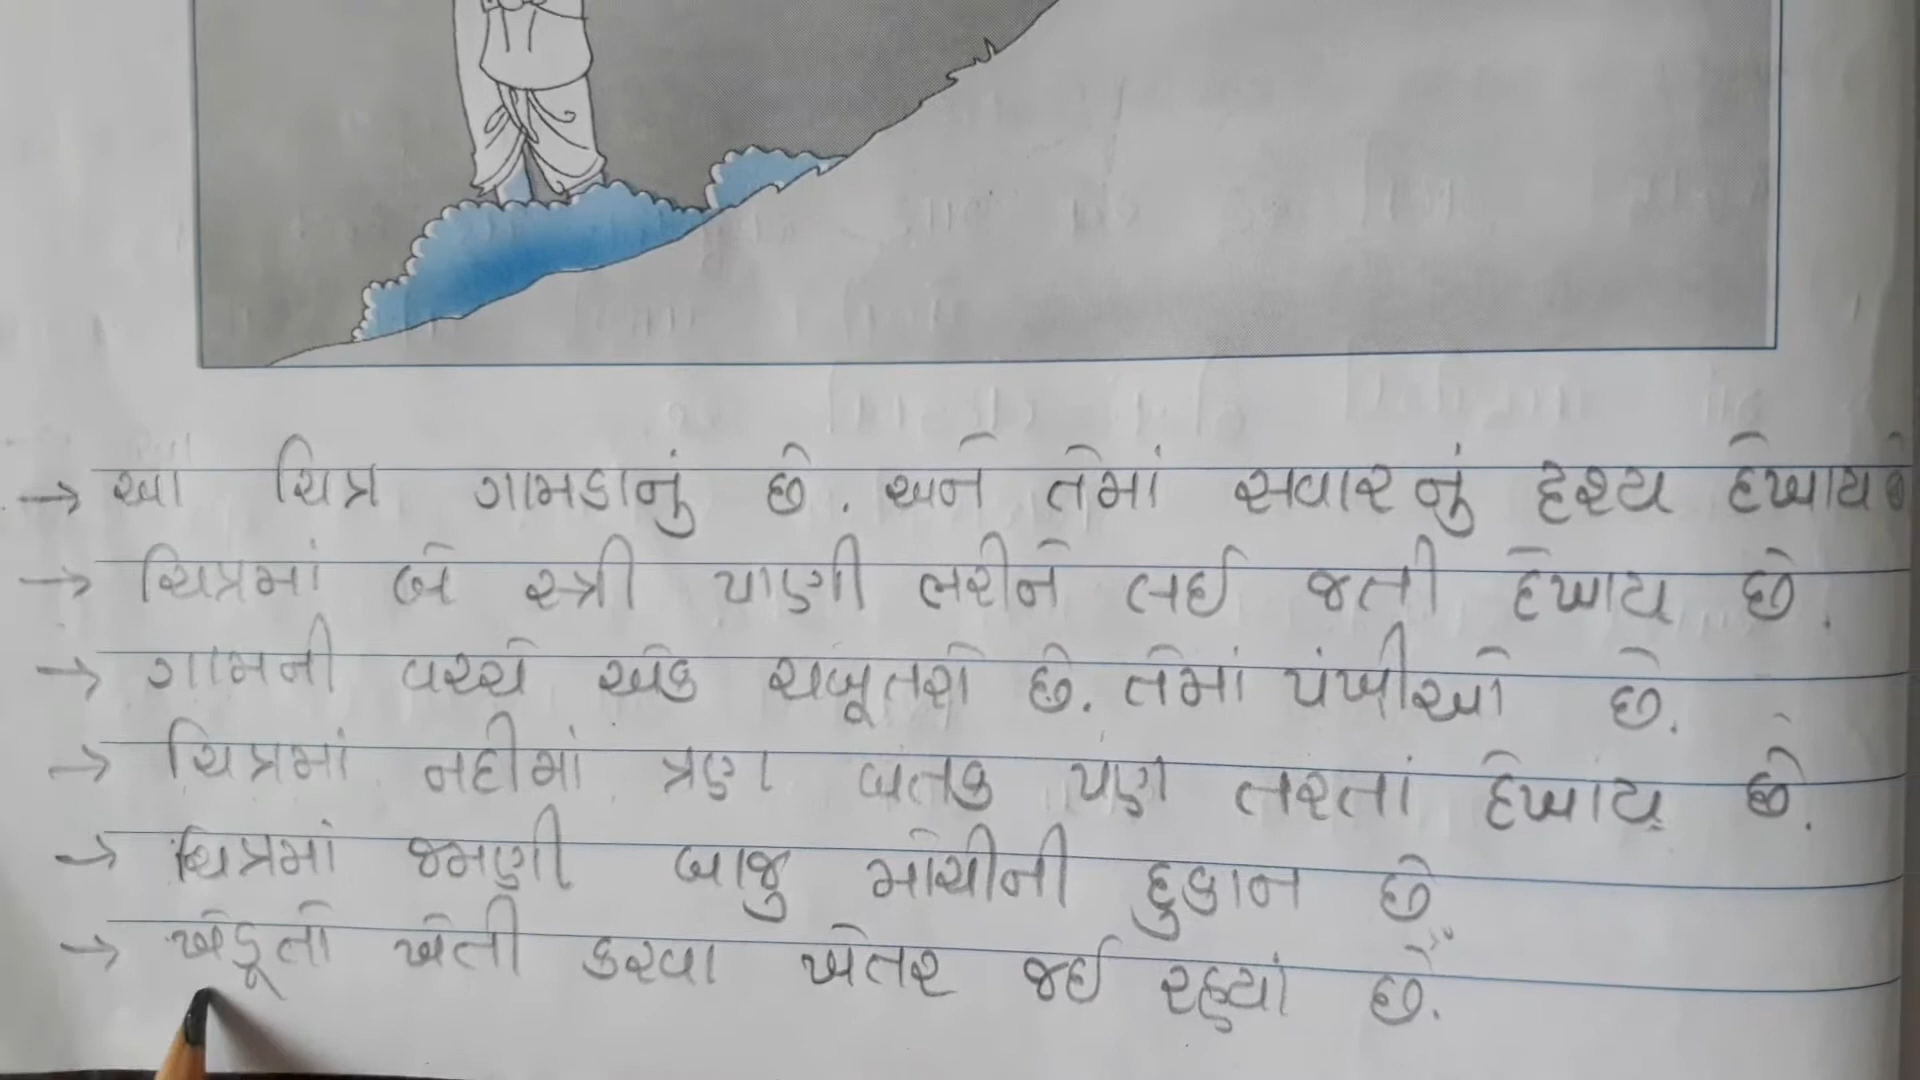 → આ ચિત્ર ગામડાનું છે. અને તેમાં સવારનું દ્રશ્ય દેખાય છે
→ ચિત્રમાં બે સ્ત્રી પાણી ભરીને લઈ જતી દેખાય છે.
→ ગામની વચ્ચે એક ચબૂતરો છે. તેમાં પંખીઓ છે.
→ ચિત્રમાં નદીમાં ત્રણ બતક પણ તરતાં દેખાય છે.
→ ચિત્રમાં જમણી બાજુ મોચીની દુકાન છે.
→ ખેડૂતો ખેતી કરવા ખેતર જઈ રહ્યાં છે.